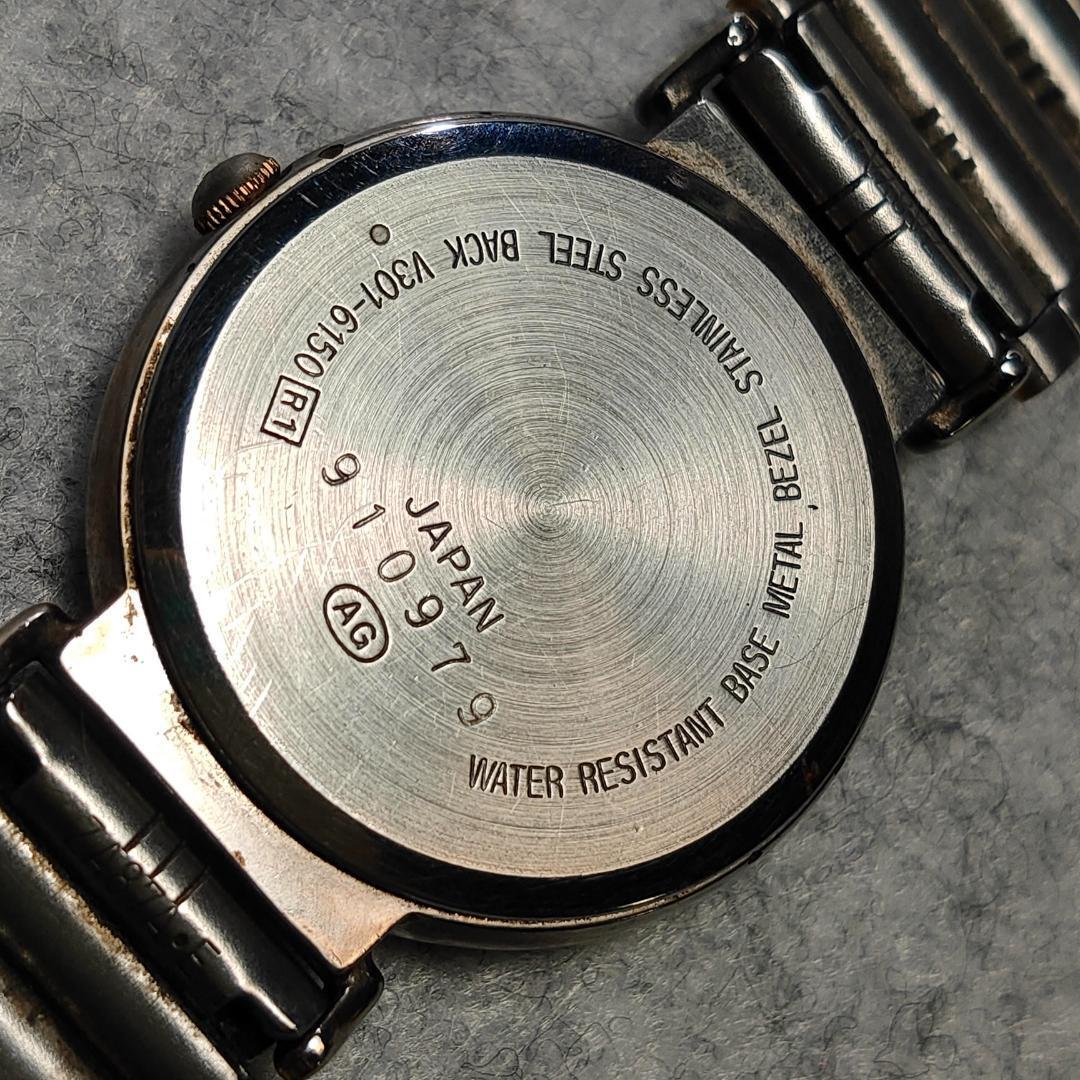 WATER RESISTANT BASE METAL BEZEL STAINLESS STEEL BACK V301-6150 R1
JAPAN
910979
AG